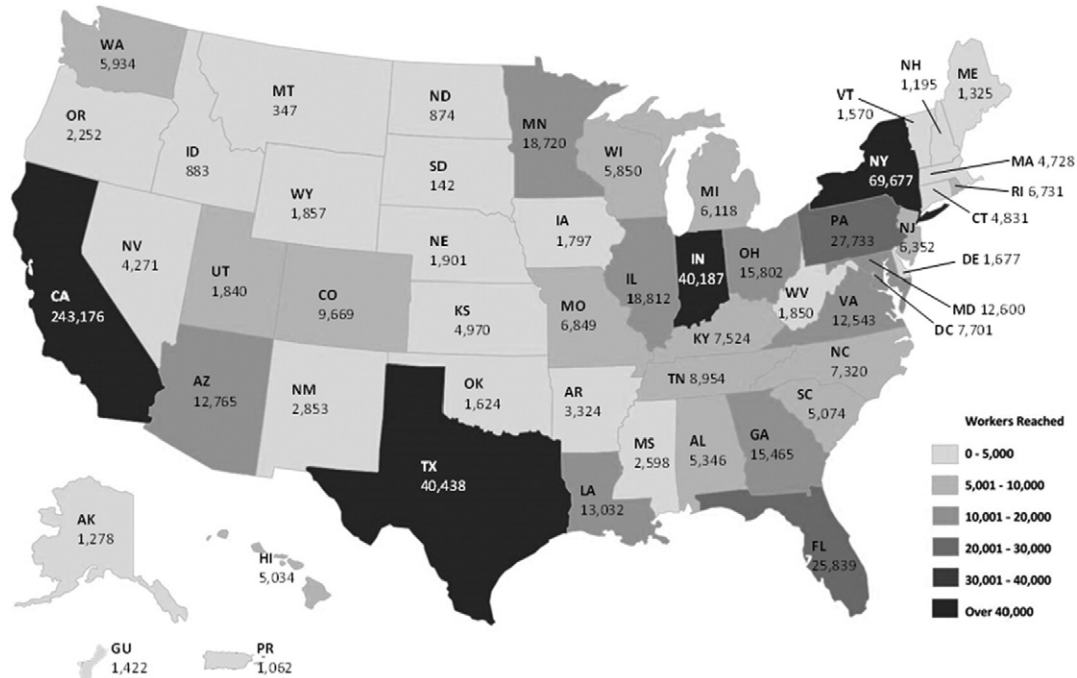 WA
5,934
OR
2,252
CA
243,176
NV
4,271
ID
883
MT
347
WY
1,857
UT
1,840
AZ
12,765
CO
9,669
NM
2,853
ND
874
SD
142
NE
1,901
KS
4,970
OK
1,624
TX
40,438
MN
18,720
IA
1,797
MO
6,849
AR
3,324
LA
13,032
WI
5,850
IL
18,812
MI
6,118
IN
40,187
OH
15,802
KY 7,524
TN 8,954
MS
2,598
AL
5,346
GA
15,465
FL
25,839
SC
5,074
NC
7,320
VA
12,543
WV
1,850
PA
27,733
NY
69,677
NJ
6,352
VT
1,570
NH
1,195
ME
1,325
MA 4,728
RI 6,731
CT 4,831
DE 1,677
MD 12,600
DC 7,701
AK
1,278
HI
5,034
GU
1,422
PR
1,062
Workers Reached
0 - 5,000
5,001 - 10,000
10,001 - 20,000
20,001 - 30,000
30,001 - 40,000
Over 40,000